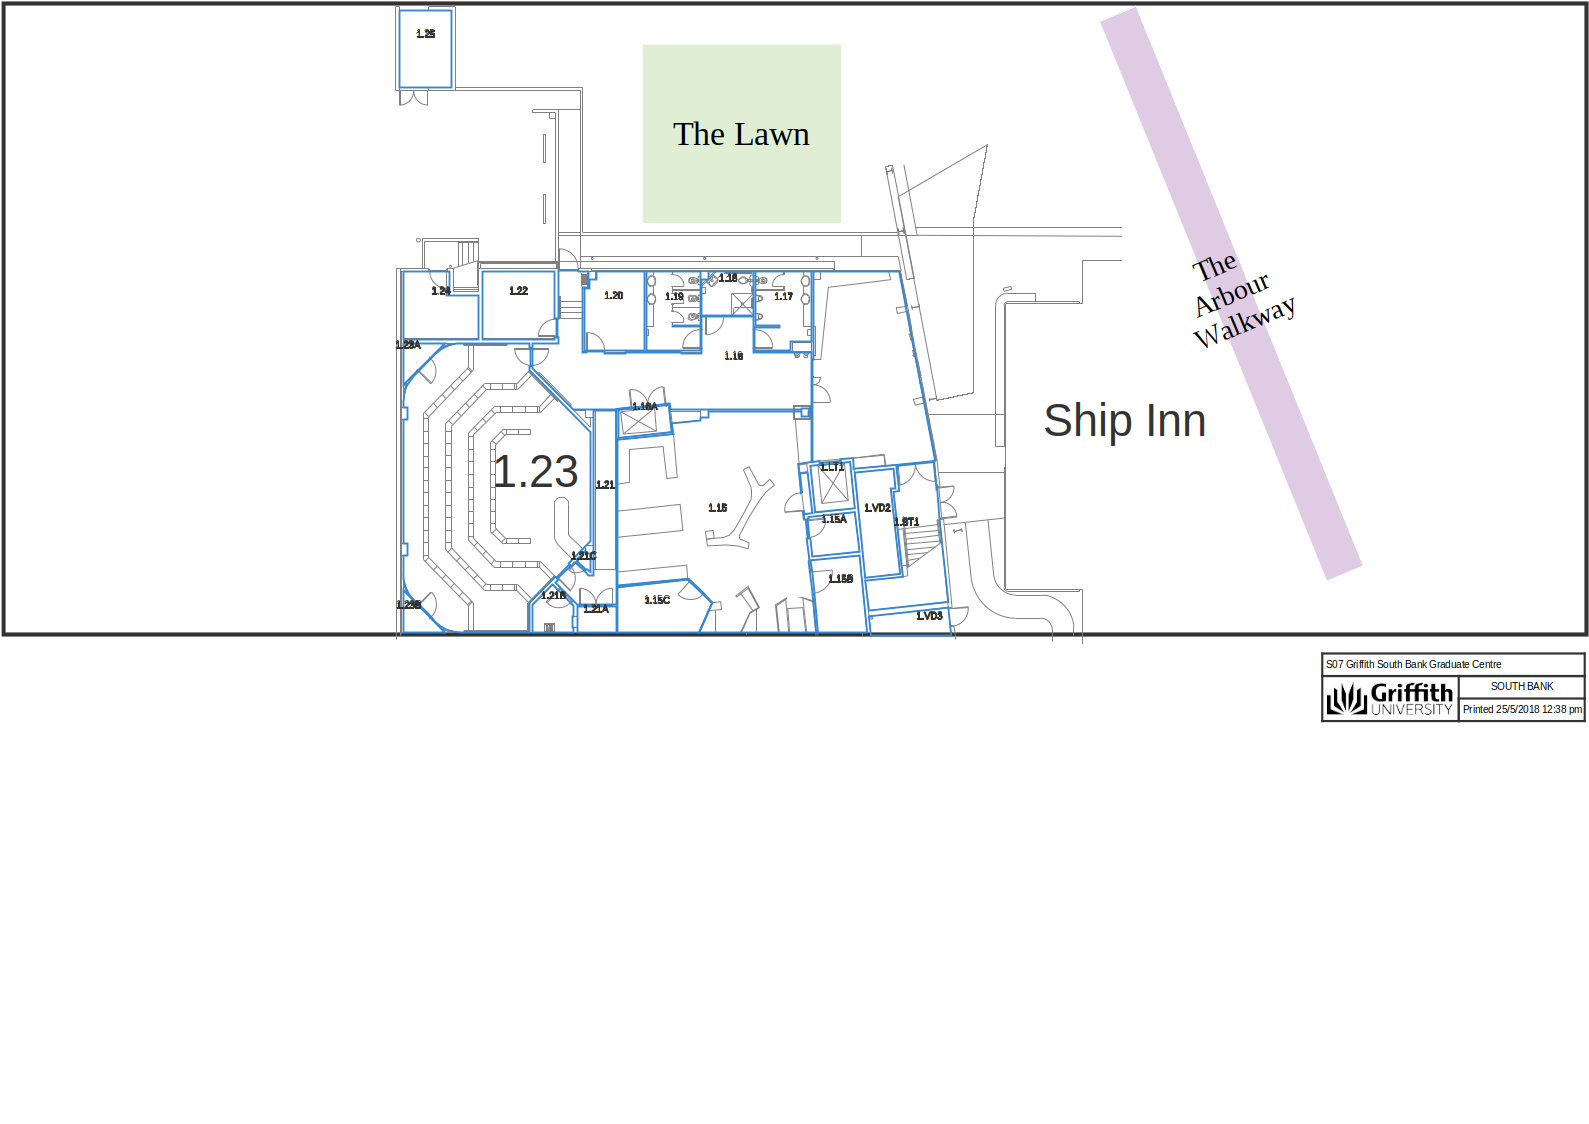 1.25
The Lawn
The
Arbour
Walkway
1.24
1.22
1.20
1.19
1.18
1.17
1.23A
1.16
1.16A
Ship Inn
1.23
1.21
1.LT1
1.15
1.VD2
1.15A
1.ST1
1.21C
1.15B
1.21B
1.23B
1.21A
1.15C
1.VD3
S07 Griffith South Bank Graduate Centre
Griffith
UNIVERSITY
SOUTH BANK
Printed 25/5/2018 12:38 pm